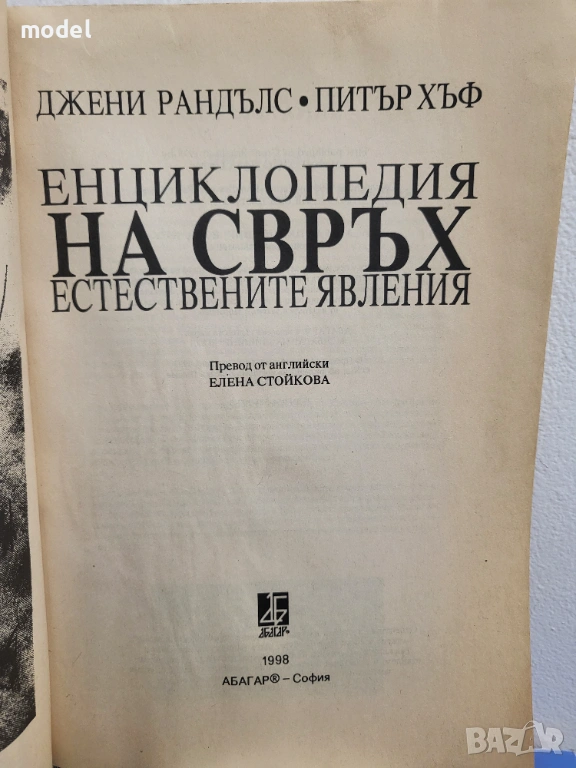 model
ДЖЕНИ РАНДЪЛС • ПИТЪР ХЪФ
ЕНЦИКЛОПЕДИЯ
НА СВРЪХ
ЕСТЕСТВЕНИТЕ ЯВЛЕНИЯ
Превод от английски
ЕЛЕНА СТОЙКОВА
АБАГАР®
1998
АБАГАР® – София
BAZAR